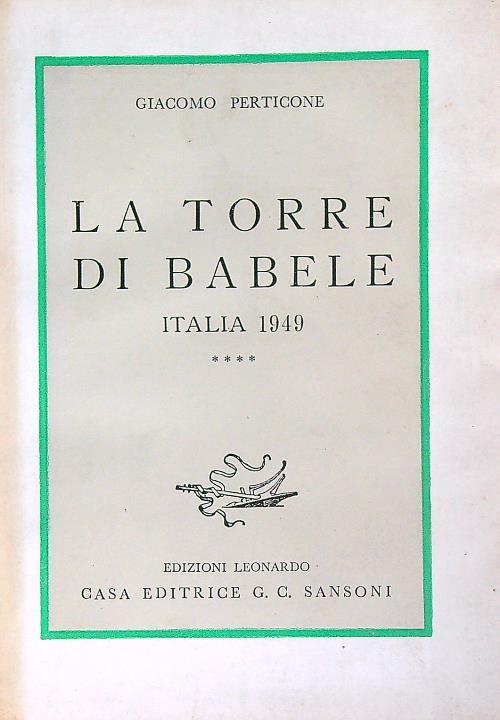 GIACOMO PERTICONE
LA TORRE
DI BABELE
ITALIA 1949
****
EDIZIONI LEONARDO
CASA EDITRICE G. C. SANSONI